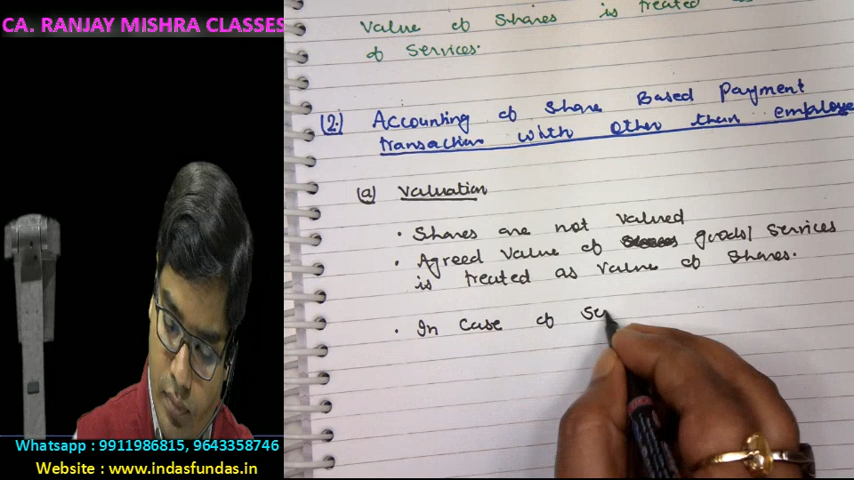 CA. RANJAY MISHRA CLASSES
Value of Shares is treated
of Services.
(2.) Accounting of Share Based Payment
transaction with other than employee
(a) Valuation
• Shares are not valued
• Agreed Value of goods/ Services
is treated as value of Shares.
• In Case of Se
Whatsapp : 9911986815, 9643358746
Website : www.indasfundas.in